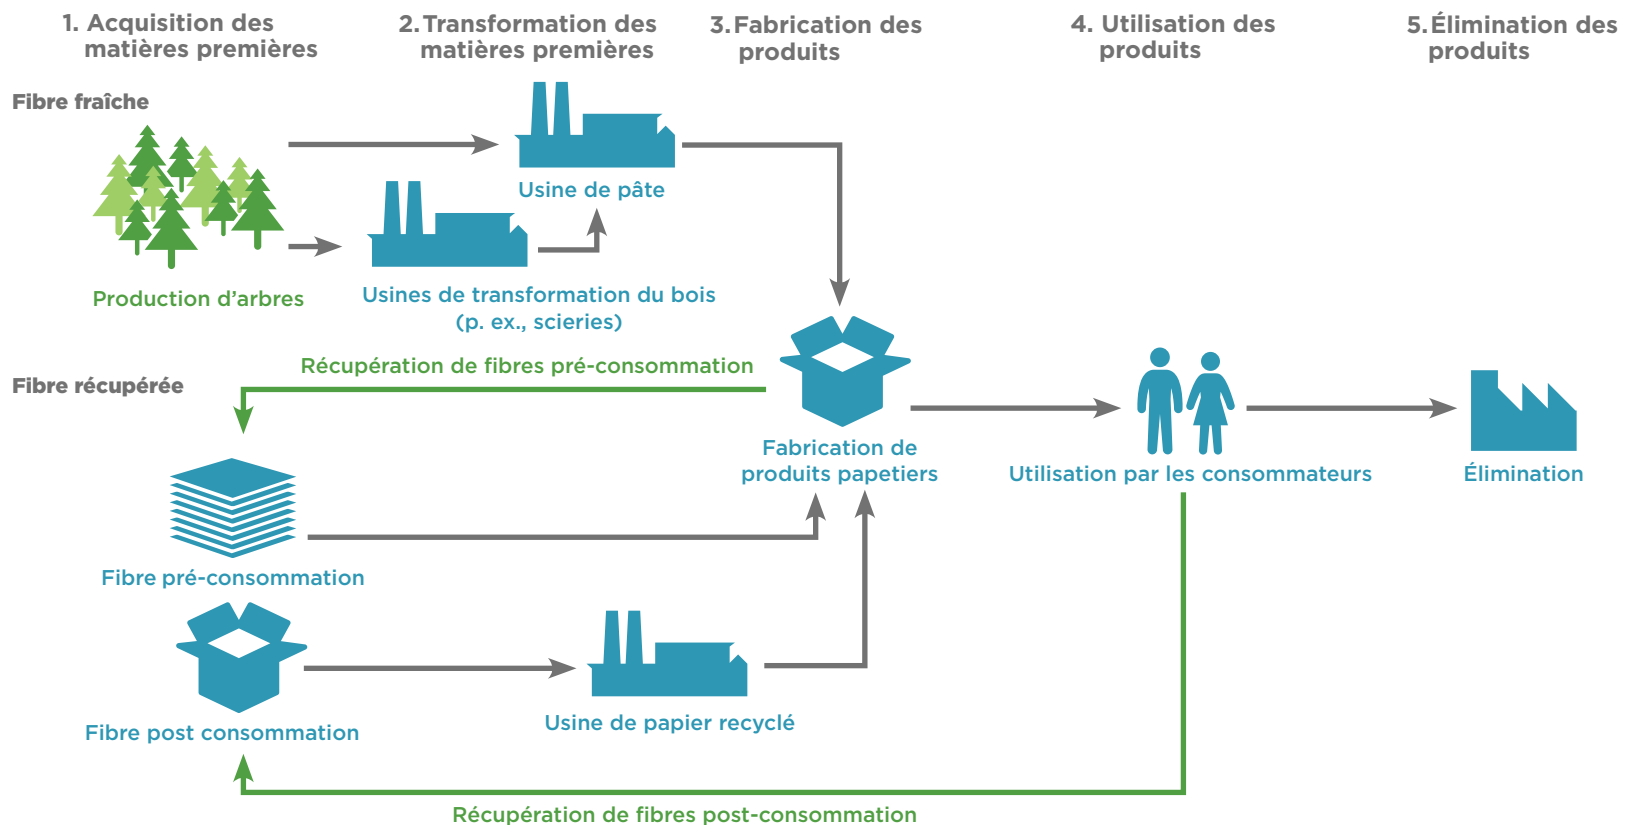 1. Acquisition des
matières premières
2. Transformation des
matières premières
3. Fabrication des
produits
4. Utilisation des
produits
5. Élimination des
produits
Fibre fraîche
Usine de pâte
Production d'arbres
Usines de transformation du bois
(p. ex., scieries)
Récupération de fibres pré-consommation
Fibre récupérée
Fabrication de
produits papetiers
Utilisation par les consommateurs
Élimination
Fibre pré-consommation
Fibre post consommation
Usine de papier recyclé
Récupération de fibres post-consommation